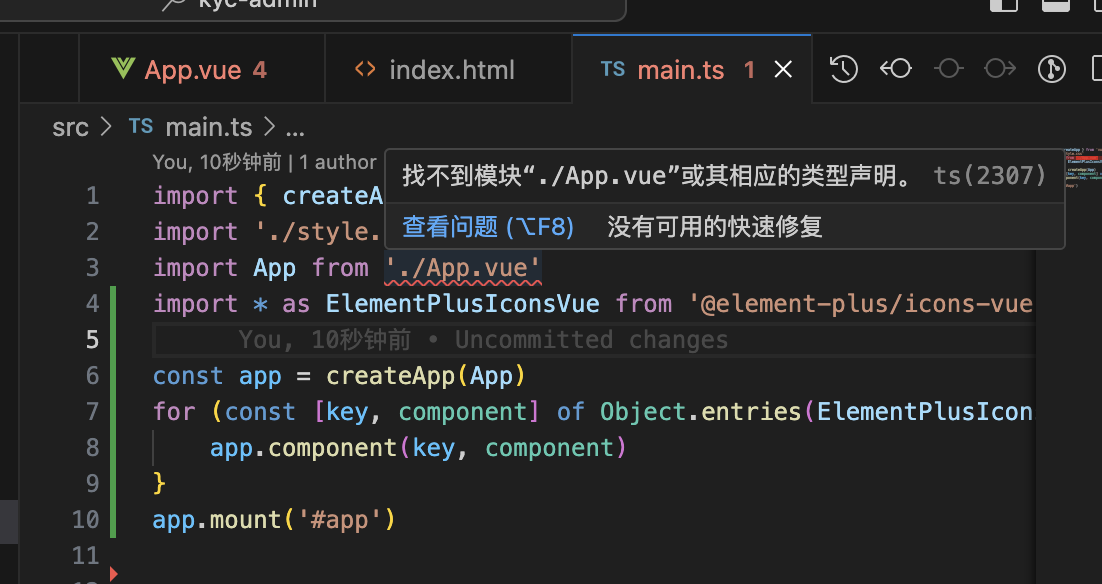 kyc-admin
App.vue 4
<> index.html
TS main.ts 1
src > TS main.ts > ...
You, 10秒钟前 | 1 author
找不到模块“./App.vue”或其相应的类型声明。 ts(2307)
查看问题 (⌥F8) 没有可用的快速修复
1 import { createA
2 import './style.
3 import App from './App.vue'
4 import * as ElementPlusIconsVue from '@element-plus/icons-vue
5 You, 10秒钟前 • Uncommitted changes
6 const app = createApp(App)
7 for (const [key, component] of Object.entries(ElementPlusIcon
8 app.component(key, component)
9 }
10 app.mount('#app')
11